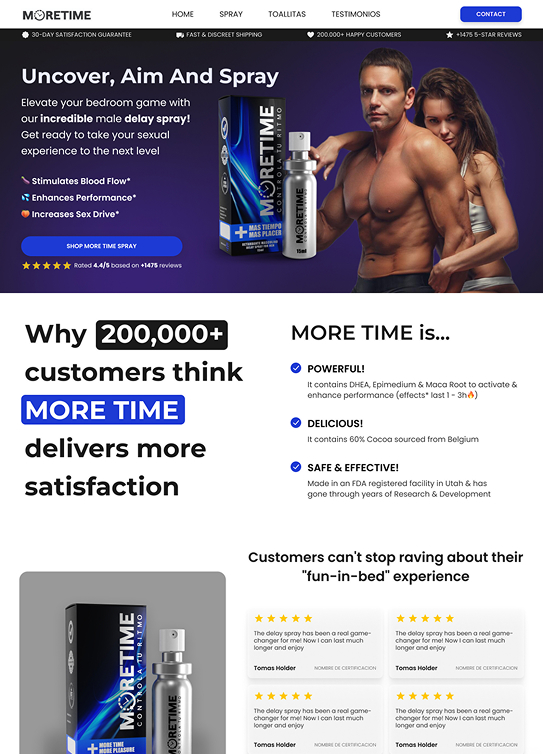 MORETIME
HOME SPRAY TOALLITAS TESTIMONIOS
CONTACT
30-DAY SATISFACTION GUARANTEE
FAST & DISCREET SHIPPING
200.000+ HAPPY CUSTOMERS
+1475 5-STAR REVIEWS
Uncover, Aim And Spray
Elevate your bedroom game with
our incredible male delay spray!
Get ready to take your sexual
experience to the next level
Stimulates Blood Flow*
Enhances Performance*
Increases Sex Drive*
SHOP MORE TIME SPRAY
Rated 4.4/5 based on +1475 reviews
MORETIME
CONTROLA TU RITMO
+ MAS TIEMPO
MAS PLACER
MORETIME
15ml
Why 200,000+
customers think
MORE TIME
delivers more
satisfaction
MORE TIME is...
POWERFUL!
It contains DHEA, Epimedium & Maca Root to activate &
enhance performance (effects* last 1 - 3h🔥)
DELICIOUS!
It contains 60% Cocoa sourced from Belgium
SAFE & EFFECTIVE!
Made in an FDA registered facility in Utah & has
gone through years of Research & Development
Customers can't stop raving about their
"fun-in-bed" experience
MORETIME
CONTROLA TU RITMO
+ MORE TIME
MORE PLEASURE
MORETIME
The delay spray has been a real game-
changer for me! Now I can last much
longer and enjoy
Tomas Holder NOMBRE DE CERTIFICACION
The delay spray has been a real game-
changer for me! Now I can last much
longer and enjoy
Tomas Holder NOMBRE DE CERTIFICACION
The delay spray has been a real game-
changer for me! Now I can last much
longer and enjoy
Tomas Holder NOMBRE DE CERTIFICACION
The delay spray has been a real game-
changer for me! Now I can last much
longer and enjoy
Tomas Holder NOMBRE DE CERTIFICACION